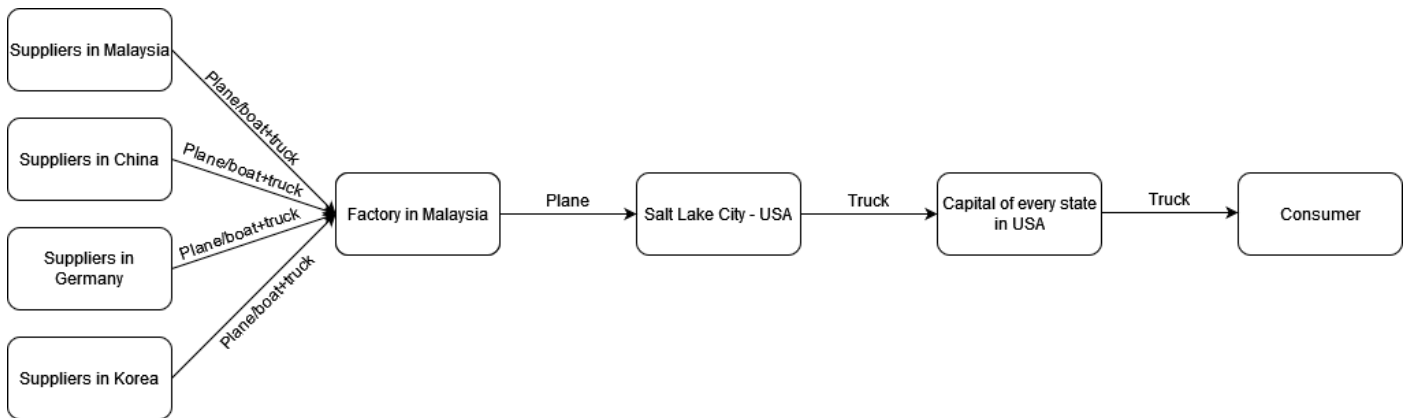 Suppliers in Malaysia
Plane/boat+truck
Suppliers in China
Plane/boat+truck
Plane/boat+truck
Suppliers in
Germany
Plane/boat+truck
Suppliers in Korea
Factory in Malaysia
Plane
Salt Lake City - USA
Truck
Capital of every state
in USA
Truck
Consumer